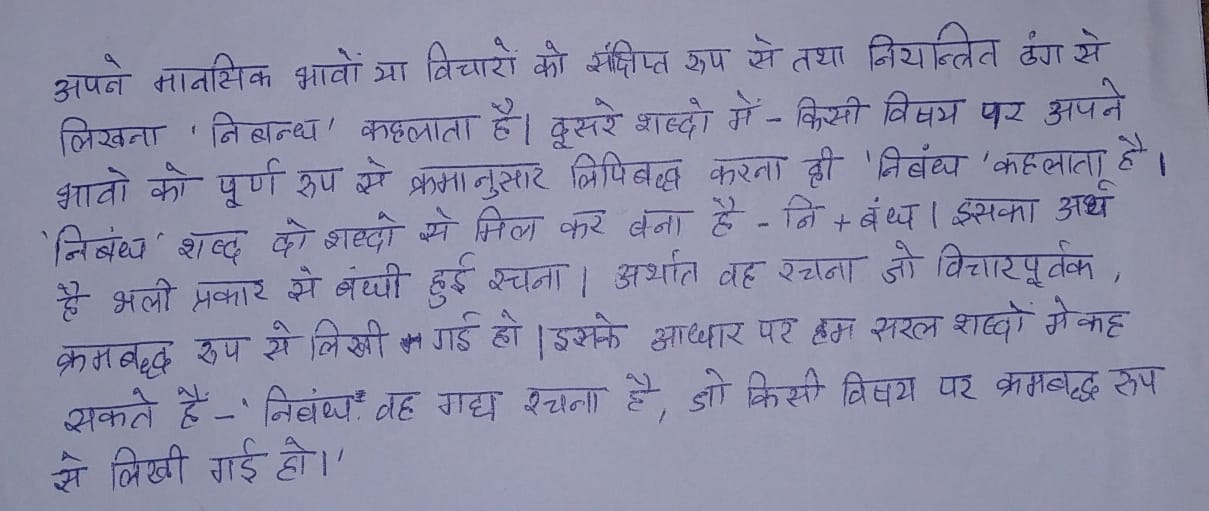 अपने मानसिक भावों या विचारों को संक्षिप्त रुप से तथा नियन्त्रित ढंग से
लिखना 'निबन्ध' कहलाता है। दूसरे शब्दो में - किसी विषय पर अपने
भावो को पूर्ण रुप से क्रमानुसार लिपिबद्ध करना ही 'निबंध' कहलाता है।
'निबंध' शब्द दो शब्दो से मिल कर बना है - नि + बंध। इसका अर्थ
है भली प्रकार से बंधी हुई रचना। अर्थात वह रचना जो विचारपूर्वक,
क्रमबद्ध रुप से लिखी गई हो। इसके आधार पर हम सरल शब्दों मे कह
सकते है - 'निबंध वह गद्य रचना है, जो किसी विषय पर क्रमबद्ध रुप
से लिखी गई हो।'